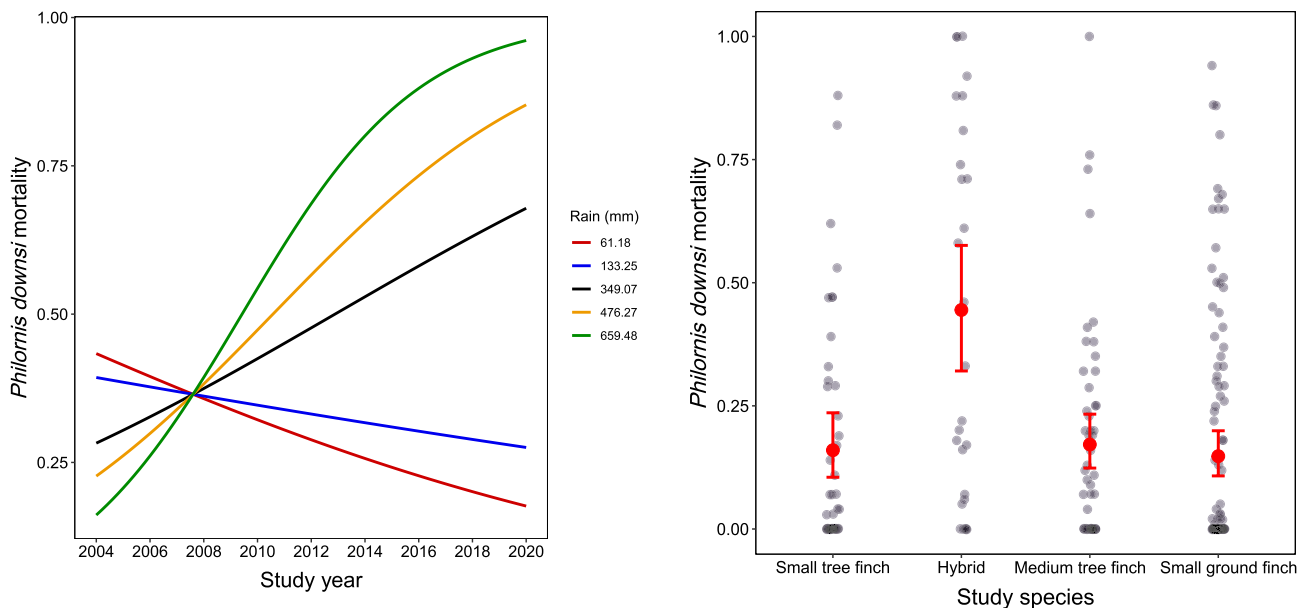 1.00
0.75
0.50
0.25
Philornis downsi mortality
2004 2006 2008 2010 2012 2014 2016 2018 2020
Study year
Rain (mm)
61.18
133.25
349.07
476.27
659.48
1.00
0.75
0.50
0.25
0.00
Philornis downsi mortality
Small tree finch Hybrid Medium tree finch Small ground finch
Study species